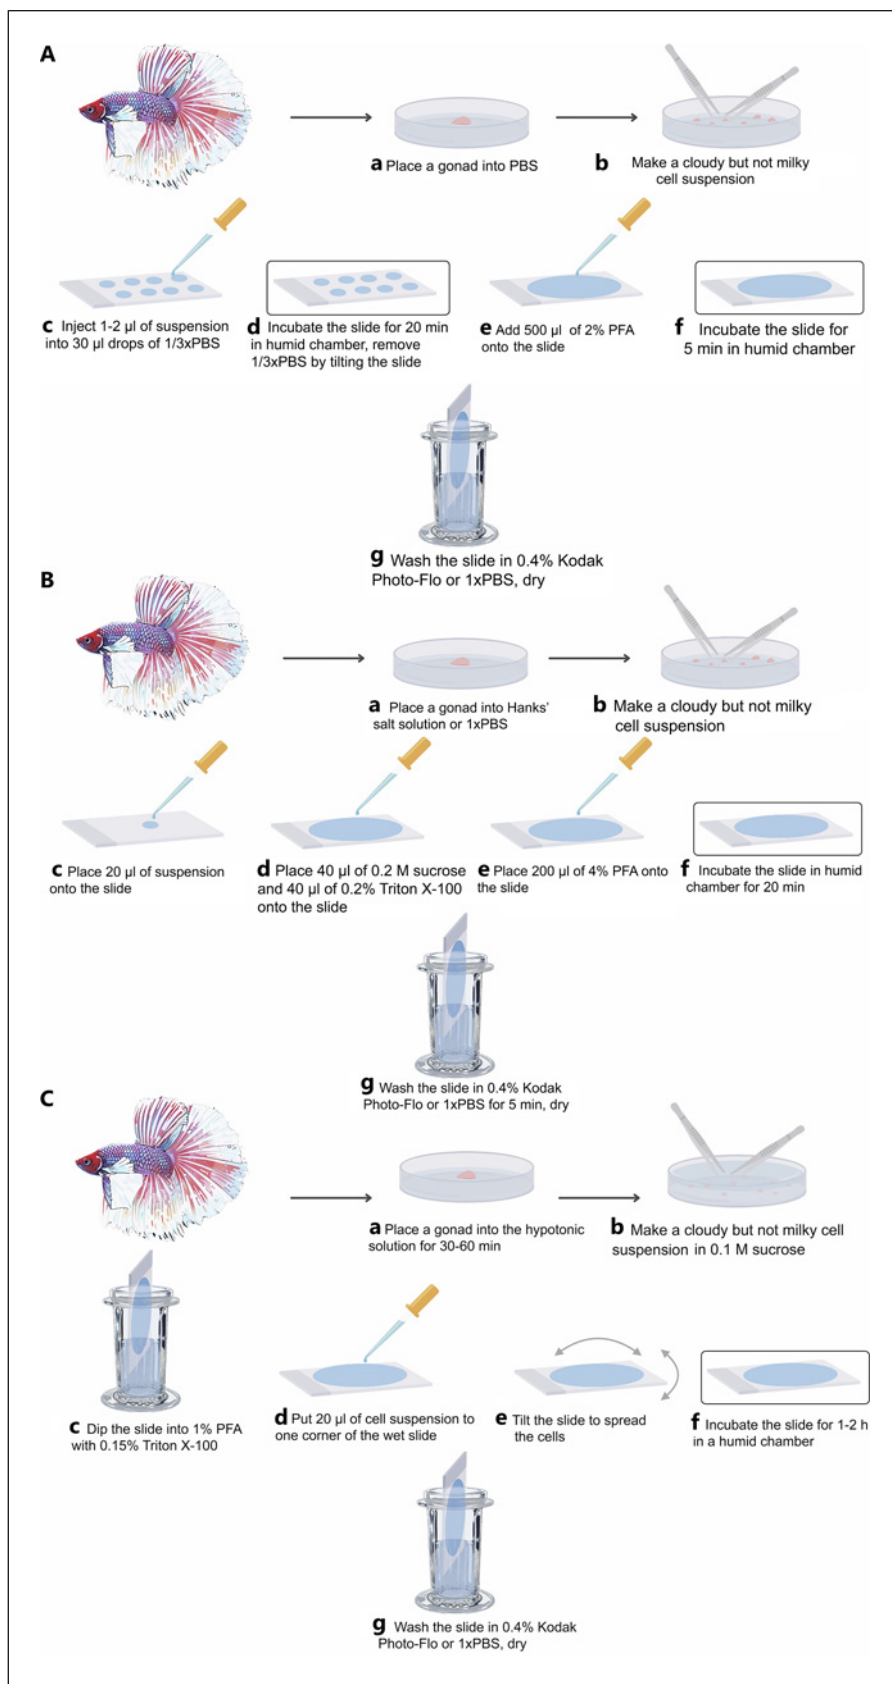 A
a Place a gonad into PBS
b Make a cloudy but not milky
cell suspension
c Inject 1-2 µl of suspension
into 30 µl drops of 1/3xPBS
d Incubate the slide for 20 min
in humid chamber, remove
1/3xPBS by tilting the slide
e Add 500 µl of 2% PFA
onto the slide
f Incubate the slide for
5 min in humid chamber
g Wash the slide in 0.4% Kodak
Photo-Flo or 1xPBS, dry
B
a Place a gonad into Hanks'
salt solution or 1xPBS
b Make a cloudy but not milky
cell suspension
c Place 20 µl of suspension
onto the slide
d Place 40 µl of 0.2 M sucrose
and 40 µl of 0.2% Triton X-100
onto the slide
e Place 200 µl of 4% PFA onto
the slide
f Incubate the slide in humid
chamber for 20 min
g Wash the slide in 0.4% Kodak
Photo-Flo or 1xPBS for 5 min, dry
C
a Place a gonad into the hypotonic
solution for 30-60 min
b Make a cloudy but not milky cell
suspension in 0.1 M sucrose
c Dip the slide into 1% PFA
with 0.15% Triton X-100
d Put 20 µl of cell suspension to
one corner of the wet slide
e Tilt the slide to spread
the cells
f Incubate the slide for 1-2 h
in a humid chamber
g Wash the slide in 0.4% Kodak
Photo-Flo or 1xPBS, dry